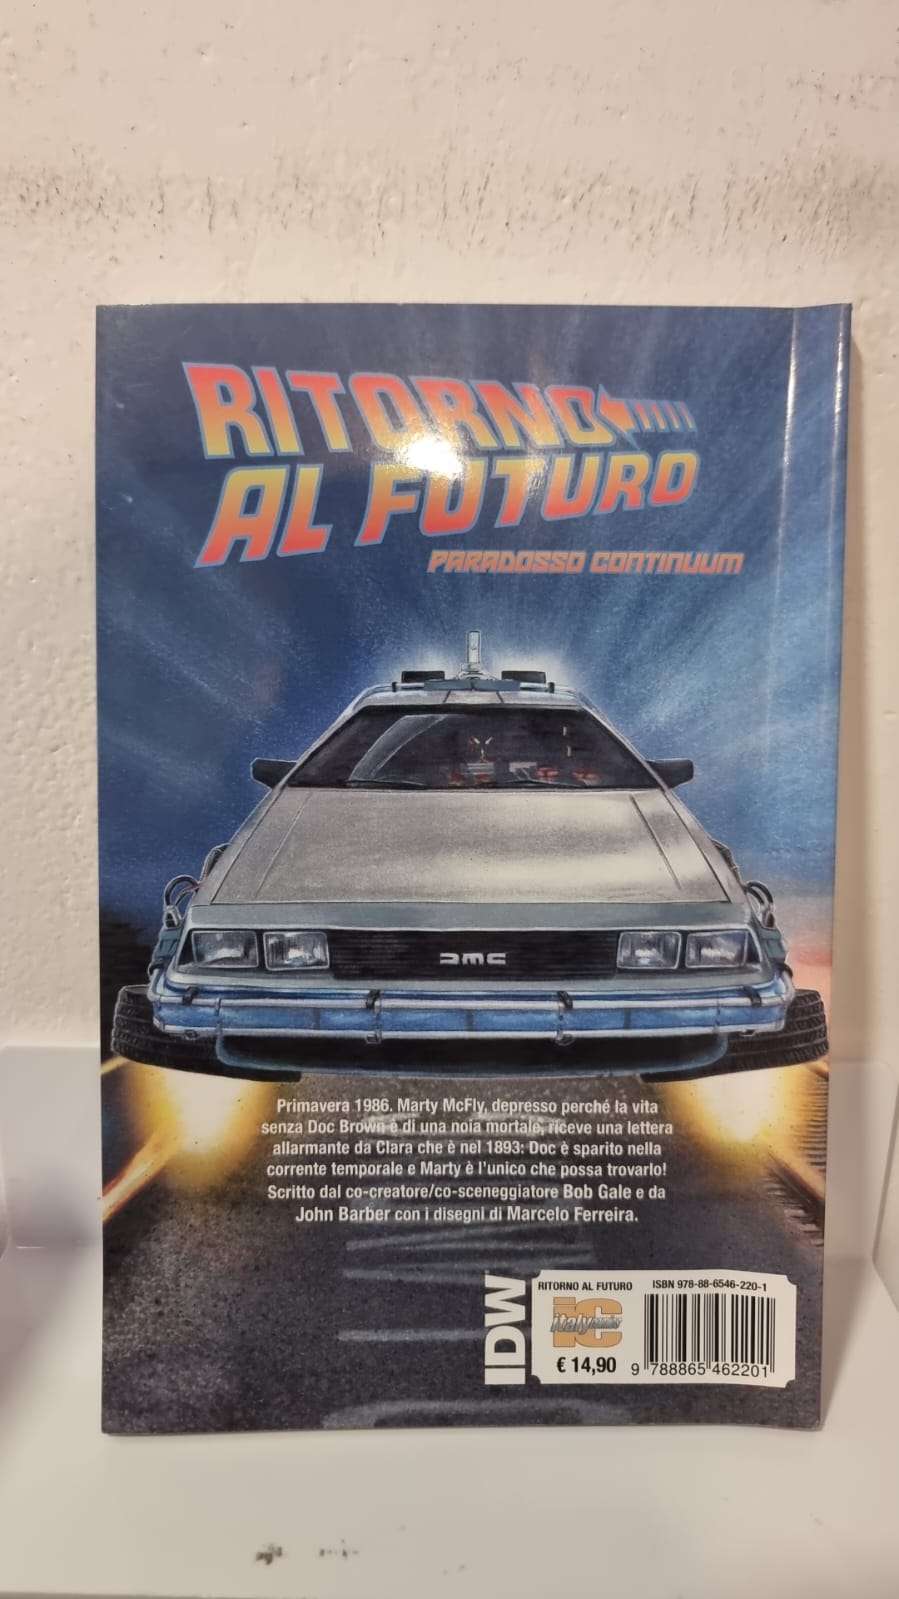 RITORNO
AL FUTURO
PARADOSSO CONTINUUM
DMC
Primavera 1986. Marty McFly, depresso perché la vita
senza Doc Brown è di una noia mortale, riceve una lettera
allarmante da Clara che è nel 1893: Doc è sparito nella
corrente temporale e Marty è l'unico che possa trovarlo!
Scritto dal co-creatore/co-sceneggiatore Bob Gale e da
John Barber con i disegni di Marcelo Ferreira.
IDW
RITORNO AL FUTURO
ISBN 978-88-6546-220-1
iC
italycomics
€ 14,90
9 788865 462201